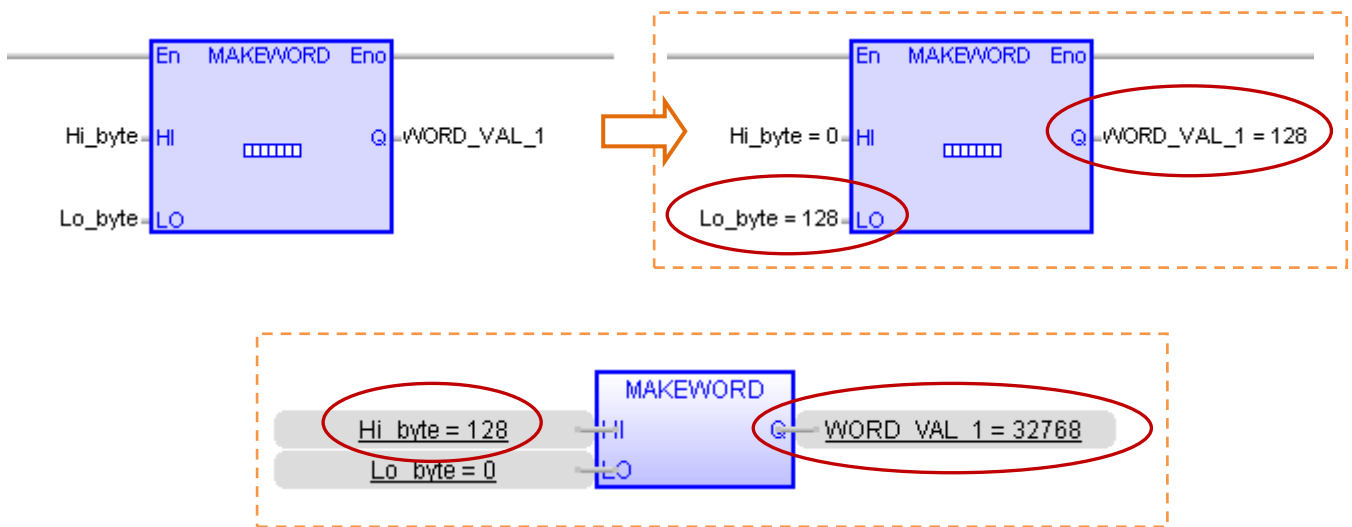 En MAKEWORD Eno
Hi_byte HI Q WORD_VAL_1
Lo_byte LO
En MAKEWORD Eno
Hi_byte = 0 HI Q WORD_VAL_1 = 128
Lo_byte = 128 LO
MAKEWORD
Hi_byte = 128 HI Q WORD_VAL_1 = 32768
Lo_byte = 0 LO